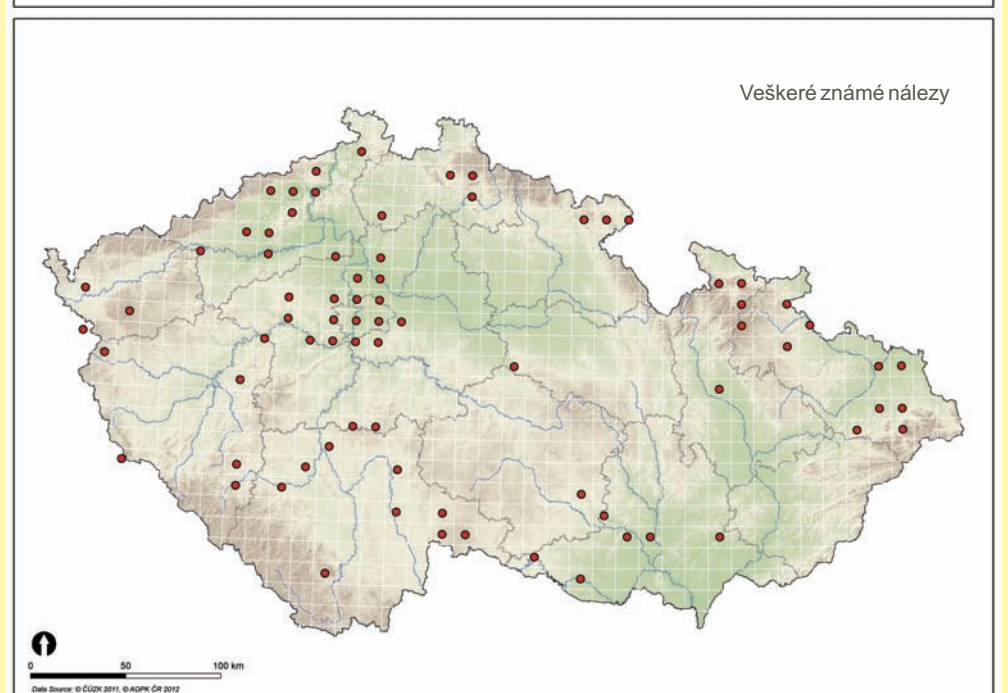 Veškeré známé nálezy
0 50 100 km
Data Source: © ČÚZK 2011, © AOPK ČR 2012